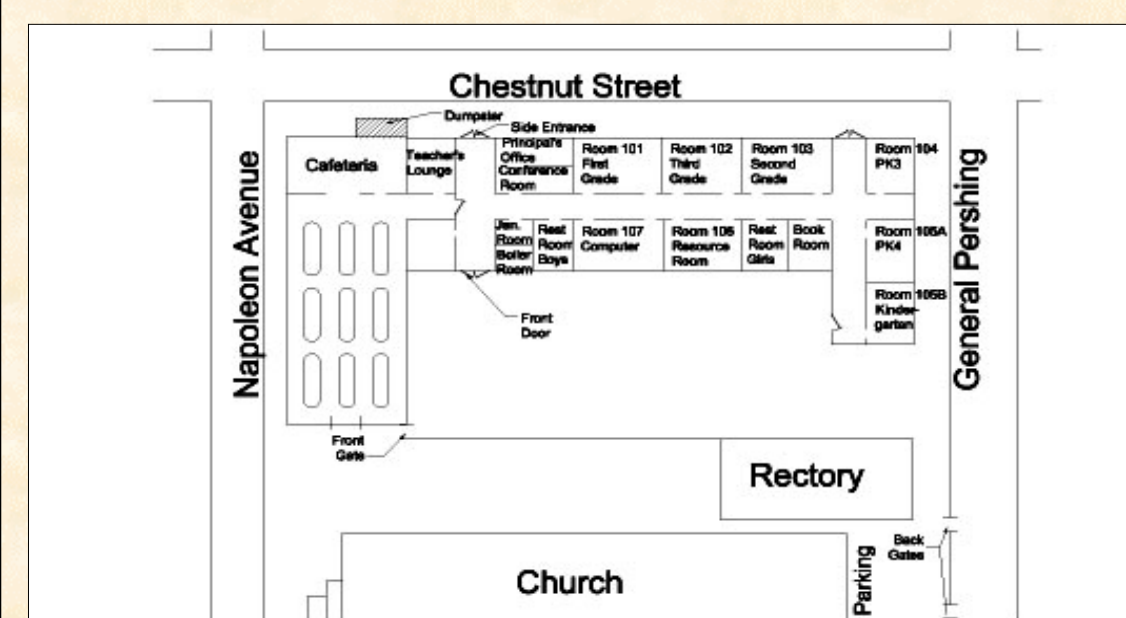 Chestnut Street
Dumpster
Side Entrance
Napoleon Avenue
Cafeteria
Teacher's
Lounge
Principal's
Office
Conference
Room
Room 101
First
Grade
Room 102
Third
Grade
Room 103
Second
Grade
Room 104
PK3
General Pershing
Jan.
Room
Boiler
Room
Rest
Room
Boys
Room 107
Computer
Room 106
Resource
Room
Rest
Room
Girls
Book
Room
Room 105A
PK4
Room 105B
Kinder-
garten
Front
Door
Front
Gate
Rectory
Back
Gates
Church
Parking